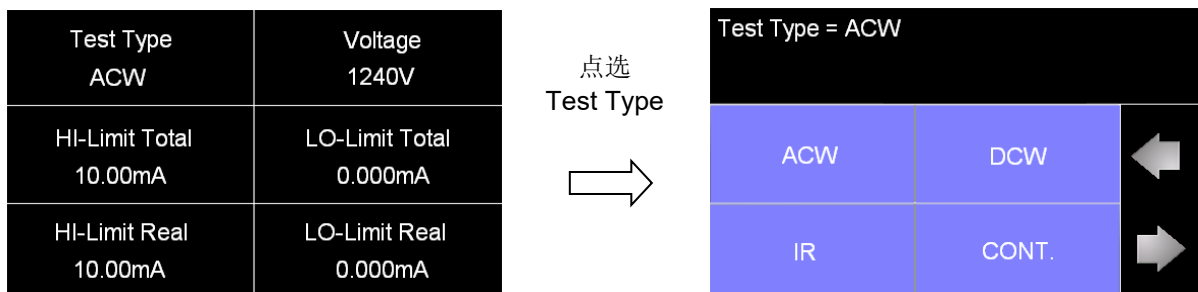 Test Type
ACW
Voltage
1240V
HI-Limit Total
10.00mA
LO-Limit Total
0.000mA
HI-Limit Real
10.00mA
LO-Limit Real
0.000mA
点选
Test Type
Test Type = ACW
ACW
DCW
IR
CONT.